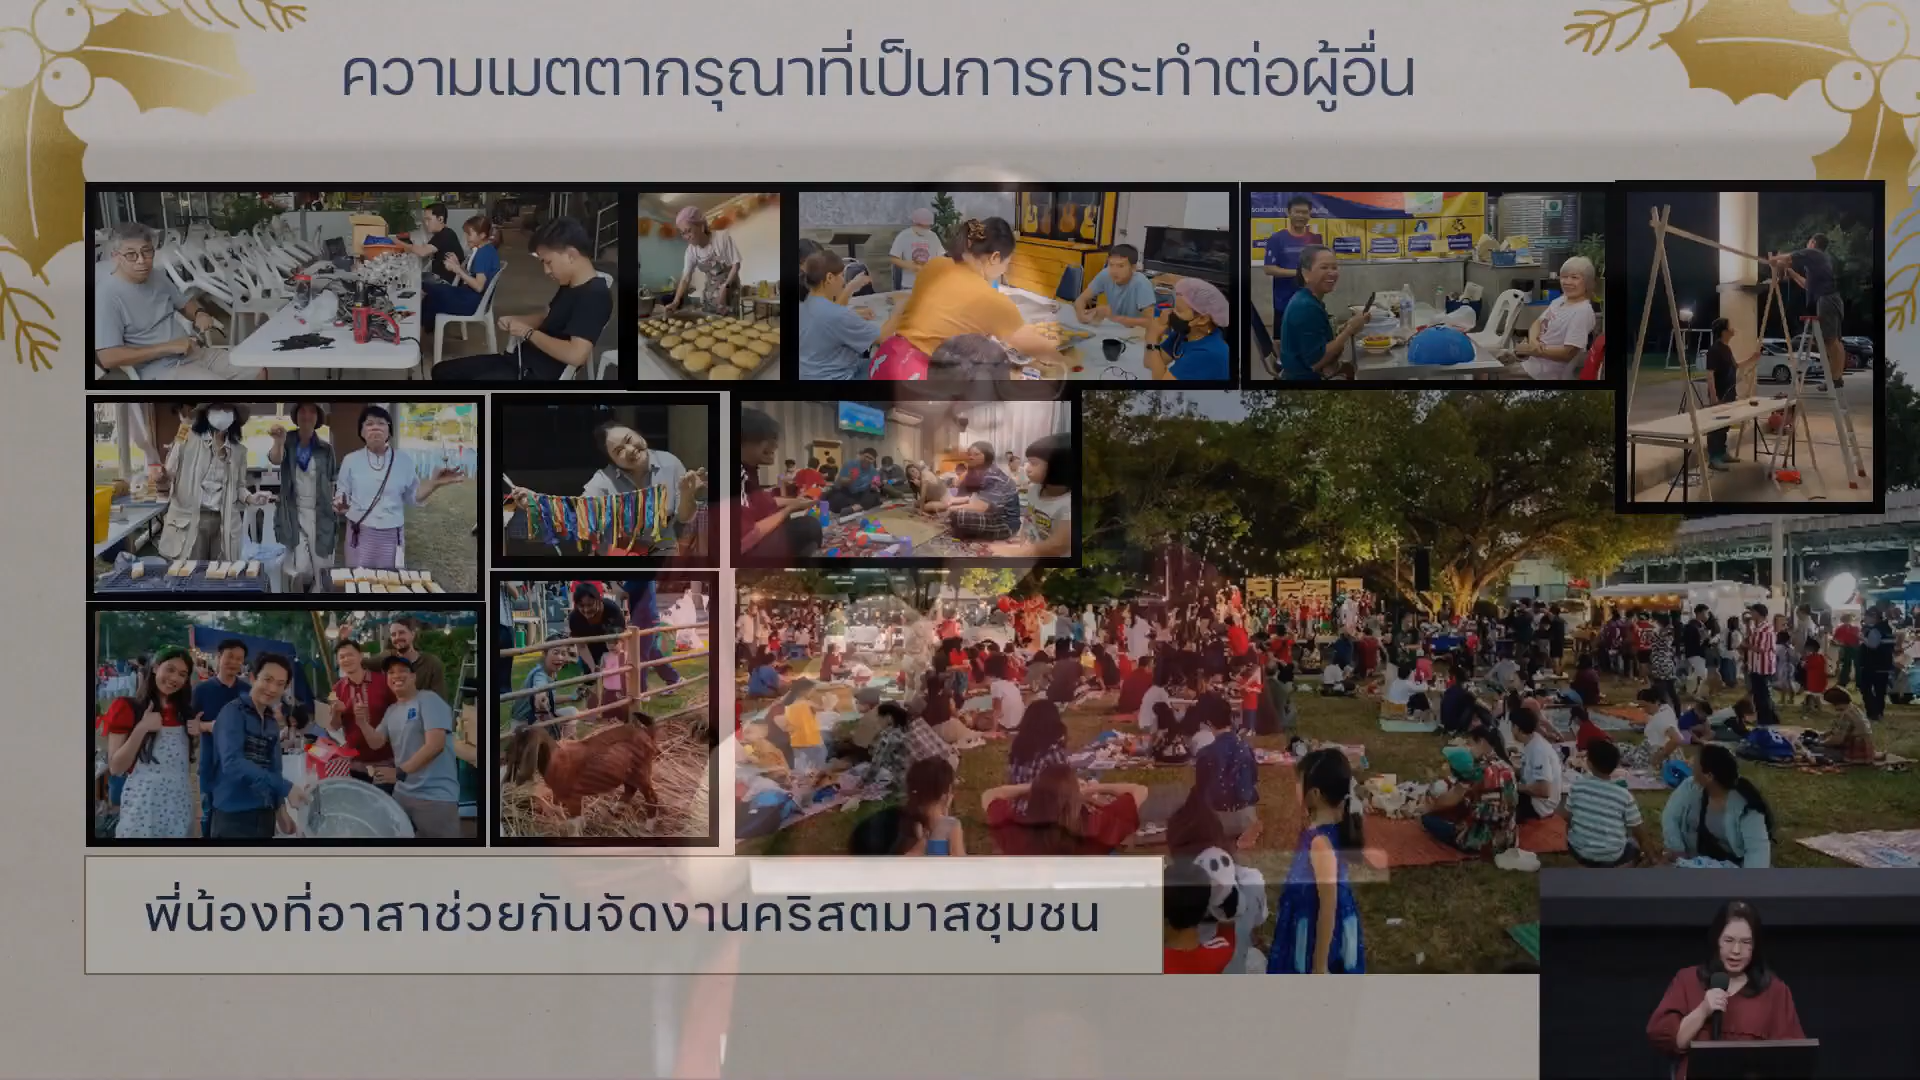 ความเมตตากรุณาที่เป็นการกระทำต่อผู้อื่น
พี่น้องที่อาสาช่วยกันจัดงานคริสตมาสชุมชน